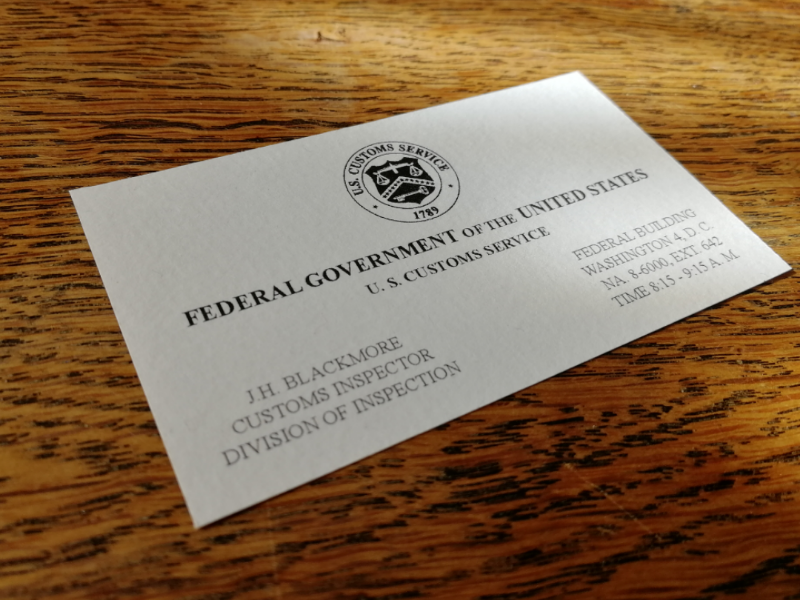 U.S. CUSTOMS SERVICE
1789
FEDERAL GOVERNMENT OF THE UNITED STATES
U. S. CUSTOMS SERVICE
FEDERAL BUILDING
WASHINGTON 4, D. C.
NA. 8-6000, EXT. 642
TIME 8:15 - 9:15 A. M.
J.H. BLACKMORE
CUSTOMS INSPECTOR
DIVISION OF INSPECTION